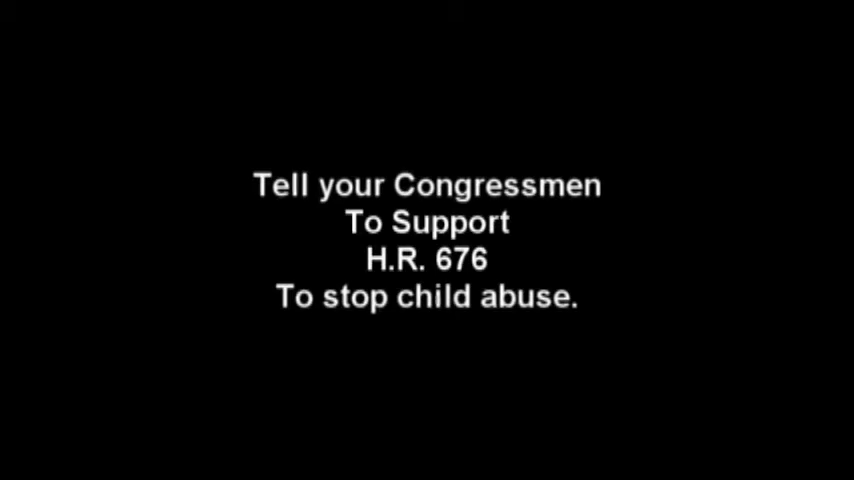 Tell your Congressmen
To Support
H.R. 676
To stop child abuse.